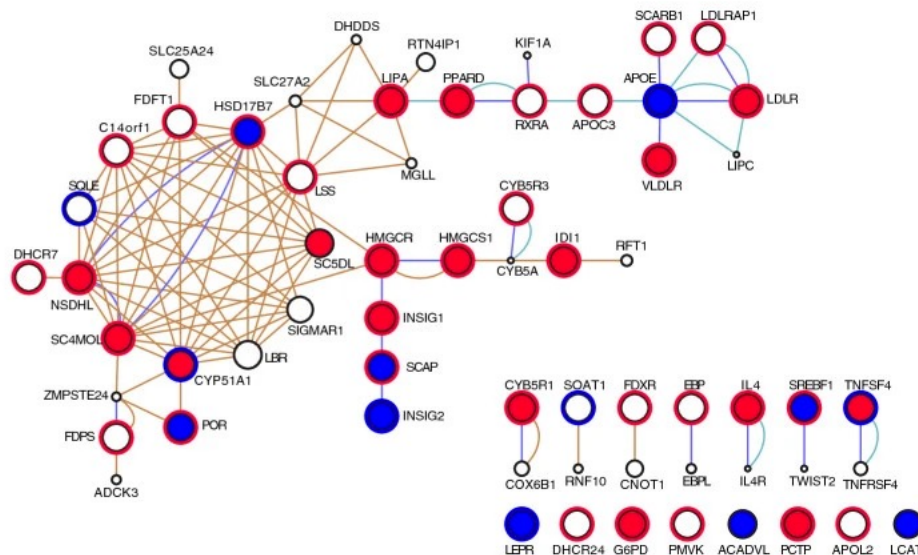 SCARB1
LDLRAP1
DHDDS
SLC25A24
RTN4IP1
KIF1A
SLC27A2
LIPA
PPARD
APOE
FDFT1
HSD17B7
LDLR
C14orf1
RXRA
APOC3
MGLL
LIPC
SQLE
LSS
VLDLR
CYB5R3
DHCR7
HMGCR
HMGCS1
IDI1
RFT1
SC5DL
CYB5A
NSDHL
INSIG1
SIGMAR1
SC4MOL
LBR
SCAP
CYP51A1
ZMPSTE24
CYB5R1
SOAT1
FDXR
EBP
IL4
SREBF1
TNFSF4
INSIG2
POR
FDPS
COX6B1
RNF10
CNOT1
EBPL
IL4R
TWIST2
TNFRSF4
ADCK3
LEPR
DHCR24
G6PD
PMVK
ACADVL
PCTP
APOL2
LCAT